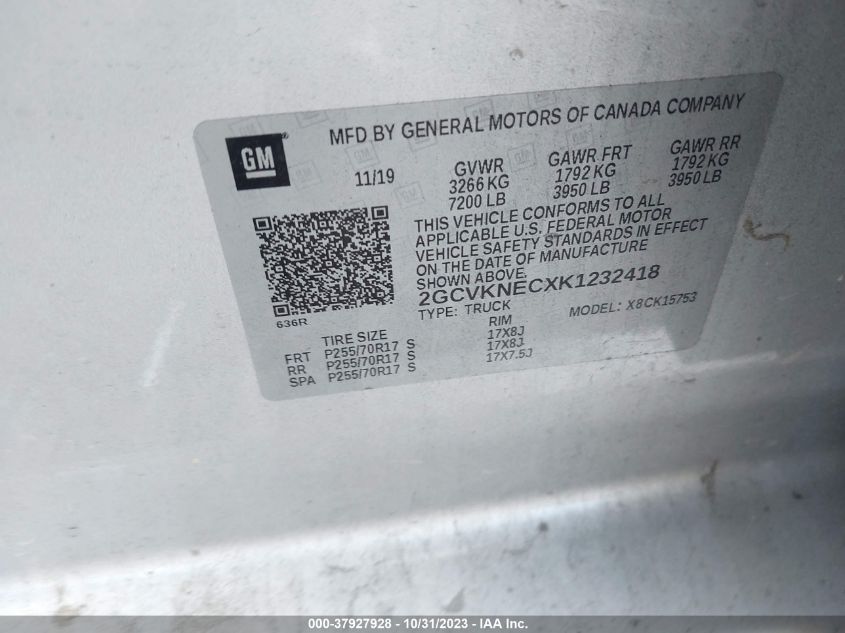 GM
®
MFD BY GENERAL MOTORS OF CANADA COMPANY
11/19
GVWR
3266 KG
7200 LB
GAWR FRT
1792 KG
3950 LB
GAWR RR
1792 KG
3950 LB
THIS VEHICLE CONFORMS TO ALL
APPLICABLE U.S. FEDERAL MOTOR
VEHICLE SAFETY STANDARDS IN EFFECT
ON THE DATE OF MANUFACTURE
SHOWN ABOVE.
2GCVKNECXK1232418
TYPE: TRUCK
MODEL: X8CK15753
636R
TIRE SIZE
RIM
FRT P255/70R17 S 17X8J
RR P255/70R17 S 17X8J
SPA P255/70R17 S 17X7.5J
000-37927928 - 10/31/2023 - IAA Inc.